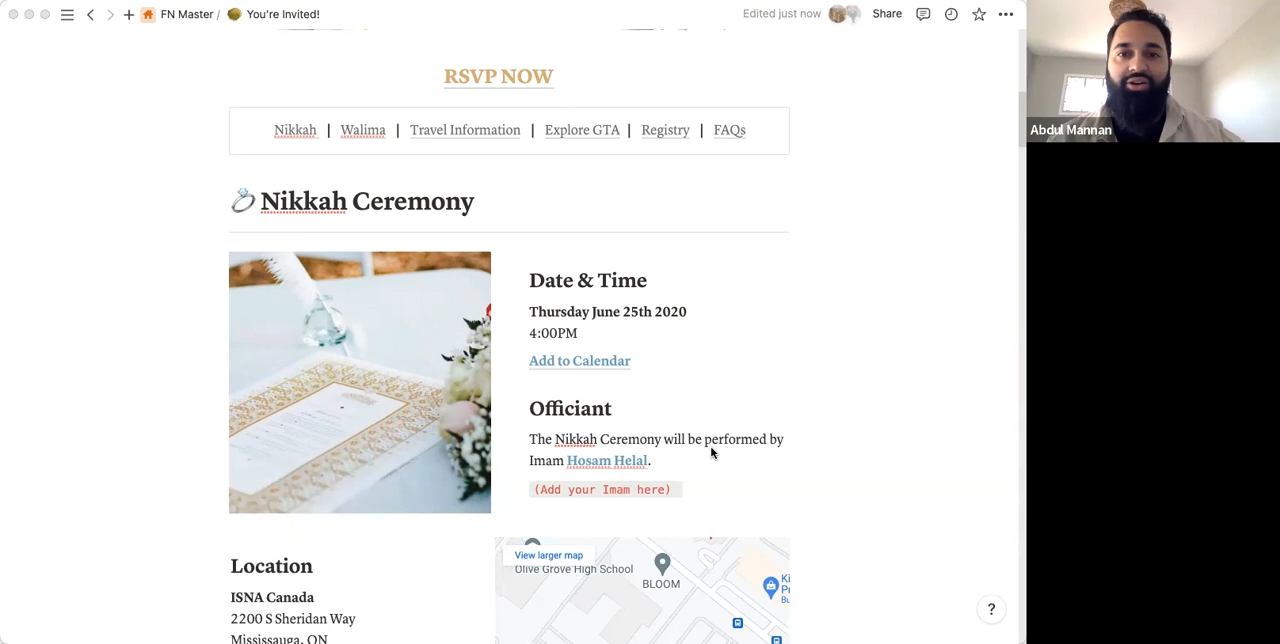 FN Master / You're Invited!
Edited just now
Share
RSVP NOW
Nikkah | Walima | Travel Information | Explore GTA | Registry | FAQs
Nikkah Ceremony
Date & Time
Thursday June 25th 2020
4:00PM
Add to Calendar
Officiant
The Nikkah Ceremony will be performed by
Imam Hosam Helal.
(Add your Imam here)
Location
ISNA Canada
2200 S Sheridan Way
Mississauga, ON
View larger map
Olive Grove High School
BLOOM
?
Abdul Mannan